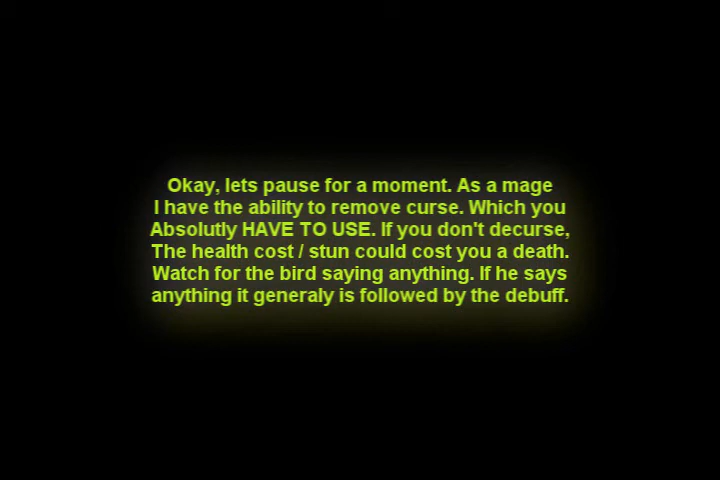 Okay, lets pause for a moment. As a mage
I have the ability to remove curse. Which you
Absolutly HAVE TO USE. If you don't decurse,
The health cost / stun could cost you a death.
Watch for the bird saying anything. If he says
anything it generaly is followed by the debuff.